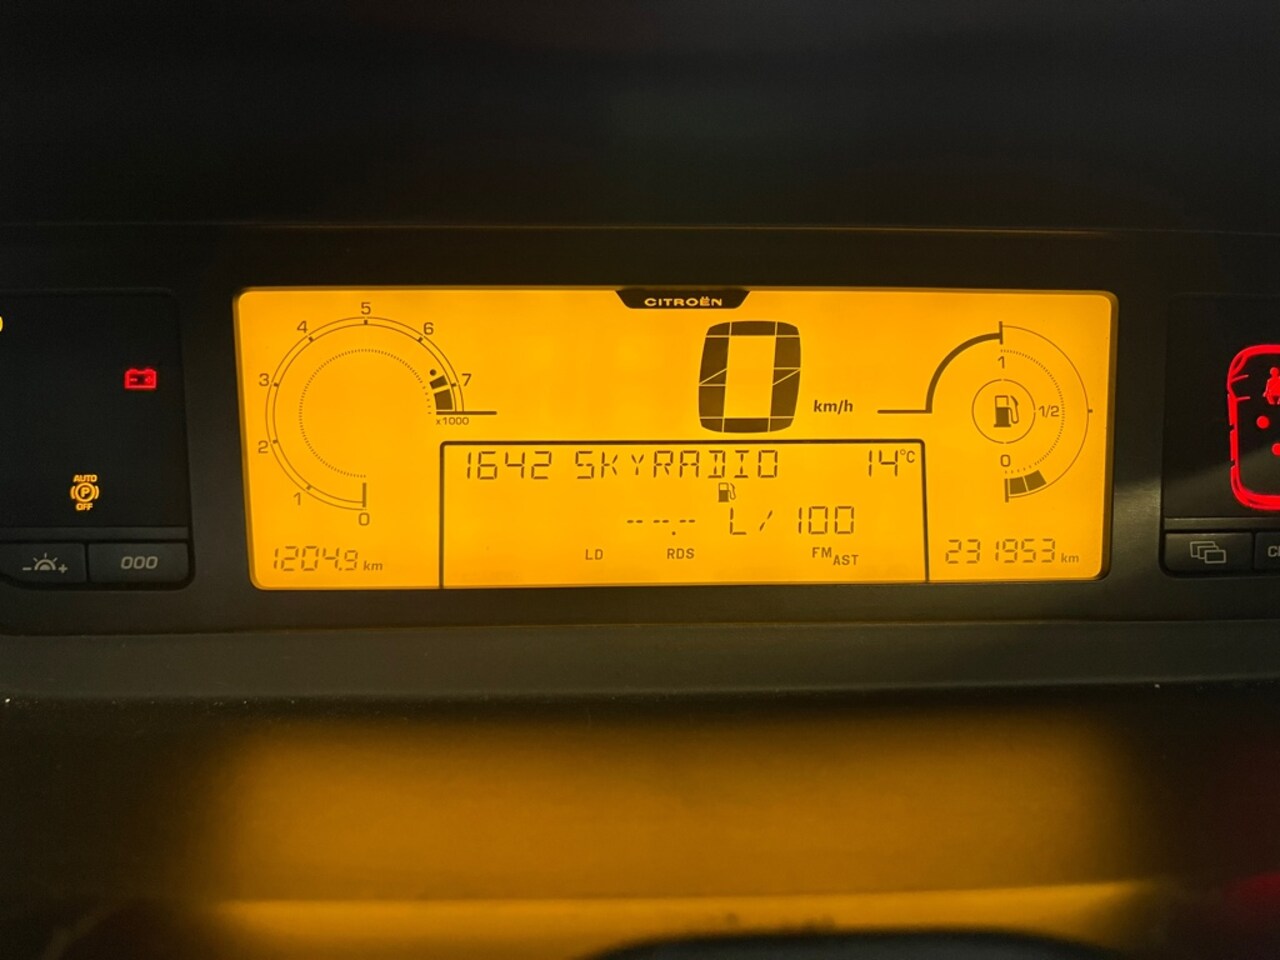 CITROËN
5
4
6
3
7
x1000
2
1
0
0 km/h
1
1/2
0
1642 SKYRADIO 14°C
--.-- L/100
LD RDS FM AST
1204.9 km
231953 km
AUTO
P
OFF
- +
000